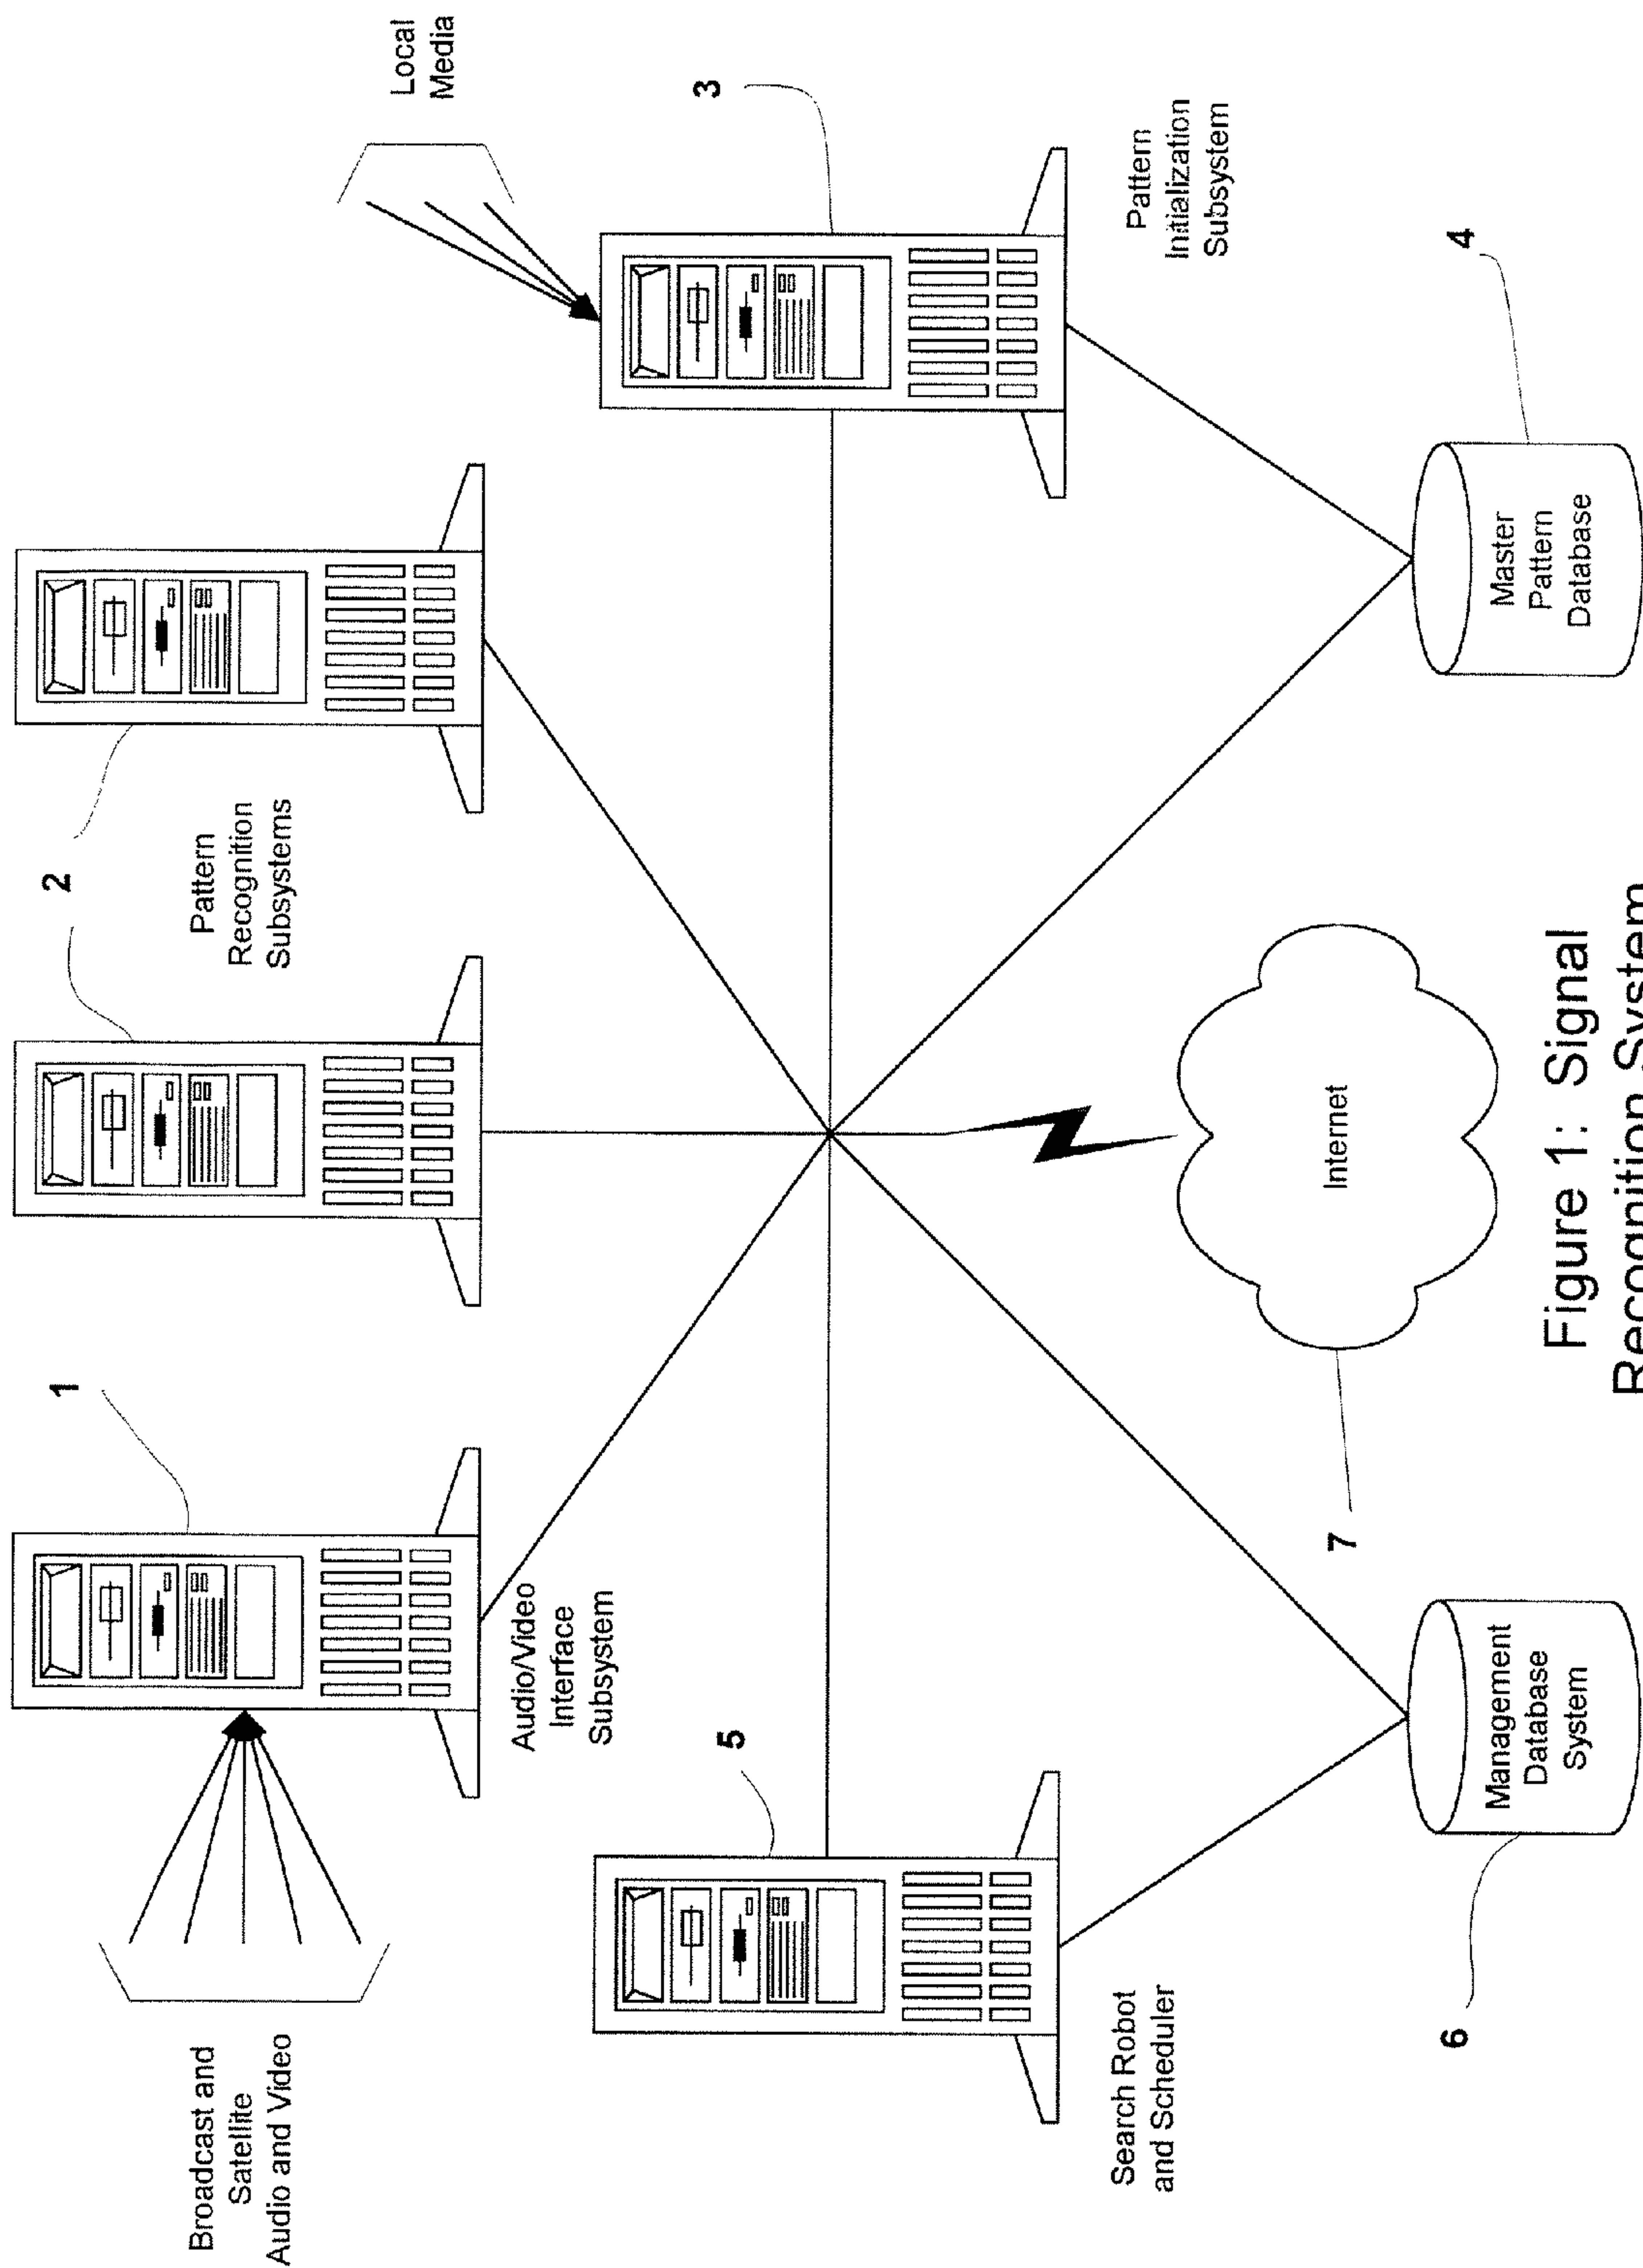 Broadcast and
Satellite
Audio and Video
1
2
Pattern
Recognition
Subsystems
Local
Media
Audio/Video
Interface
Subsystem
5
3
Search Robot
and Scheduler
Pattern
Initialization
Subsystem
7
Internet
6
Management
Database
System
4
Master
Pattern
Database
Figure 1: Signal
Recognition System